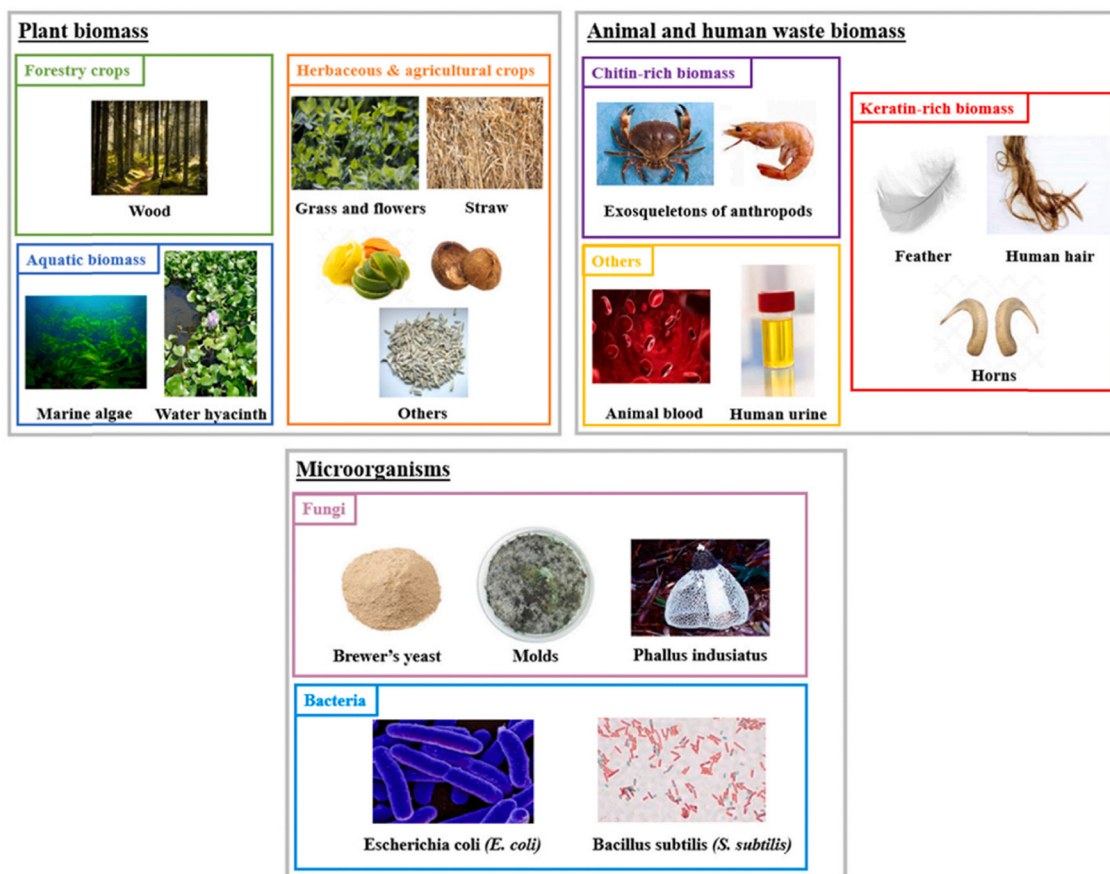 Plant biomass
Forestry crops
Wood
Herbaceous & agricultural crops
Grass and flowers
Straw
Others
Aquatic biomass
Marine algae
Water hyacinth
Animal and human waste biomass
Chitin-rich biomass
Exosqueletons of anthropods
Keratin-rich biomass
Feather
Human hair
Horns
Others
Animal blood
Human urine
Microorganisms
Fungi
Brewer's yeast
Molds
Phallus indusiatus
Bacteria
Escherichia coli (E. coli)
Bacillus subtilis (S. subtilis)